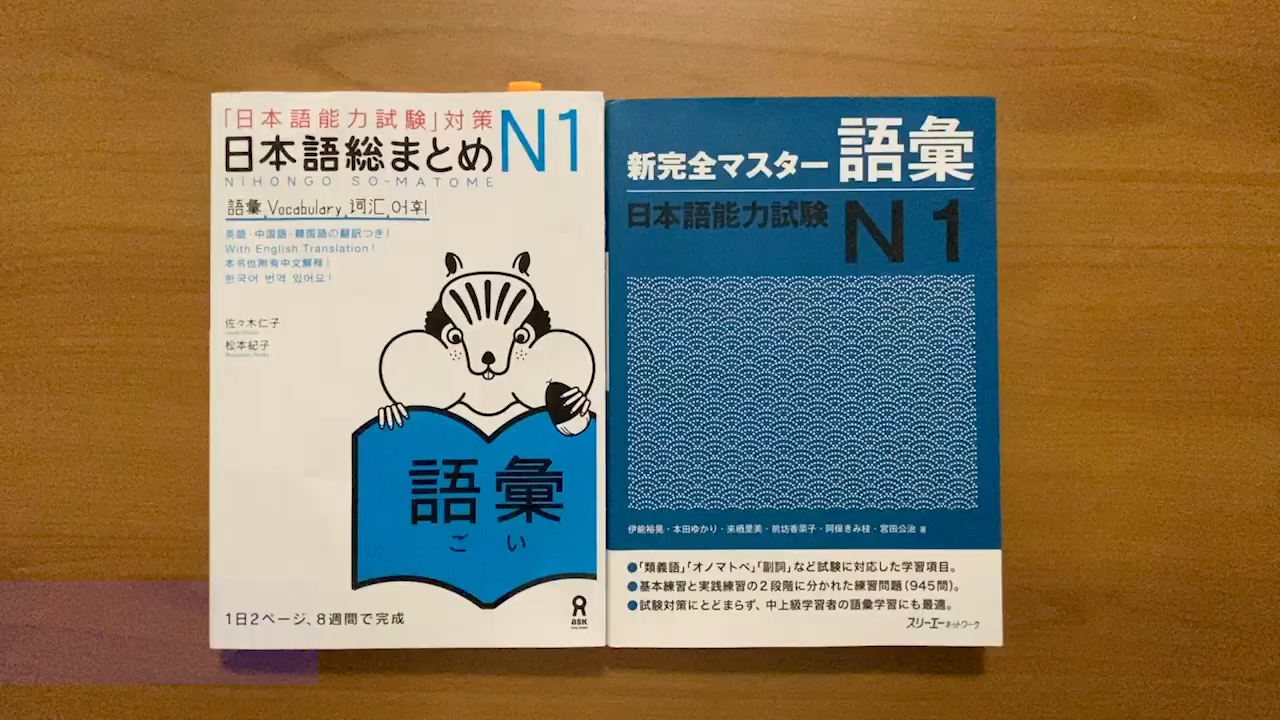 「日本語能力試験」対策
日本語総まとめ N1
NIHONGO SO-MATOME
語彙, Vocabulary, 词汇, 어휘
英語・中国語・韓国語の翻訳つき!
With English Translation!
本书也附有中文解释!
한국어 번역 있어요!
佐々木仁子
松本紀子
語彙
ごい
1日2ページ、8週間で完成
ask
新完全マスター 語彙
日本語能力試験 N1
伊能裕晃・本田ゆかり・来栖里美・前坊香菜子・阿保きみ枝・宮田公治 著
●「類義語」「オノマトペ」「副詞」など試験に対応した学習項目。
●基本練習と実践練習の2段階に分かれた練習問題(945問)。
●試験対策にとどまらず、中上級学習者の語彙学習にも最適。
スリーエーネットワーク